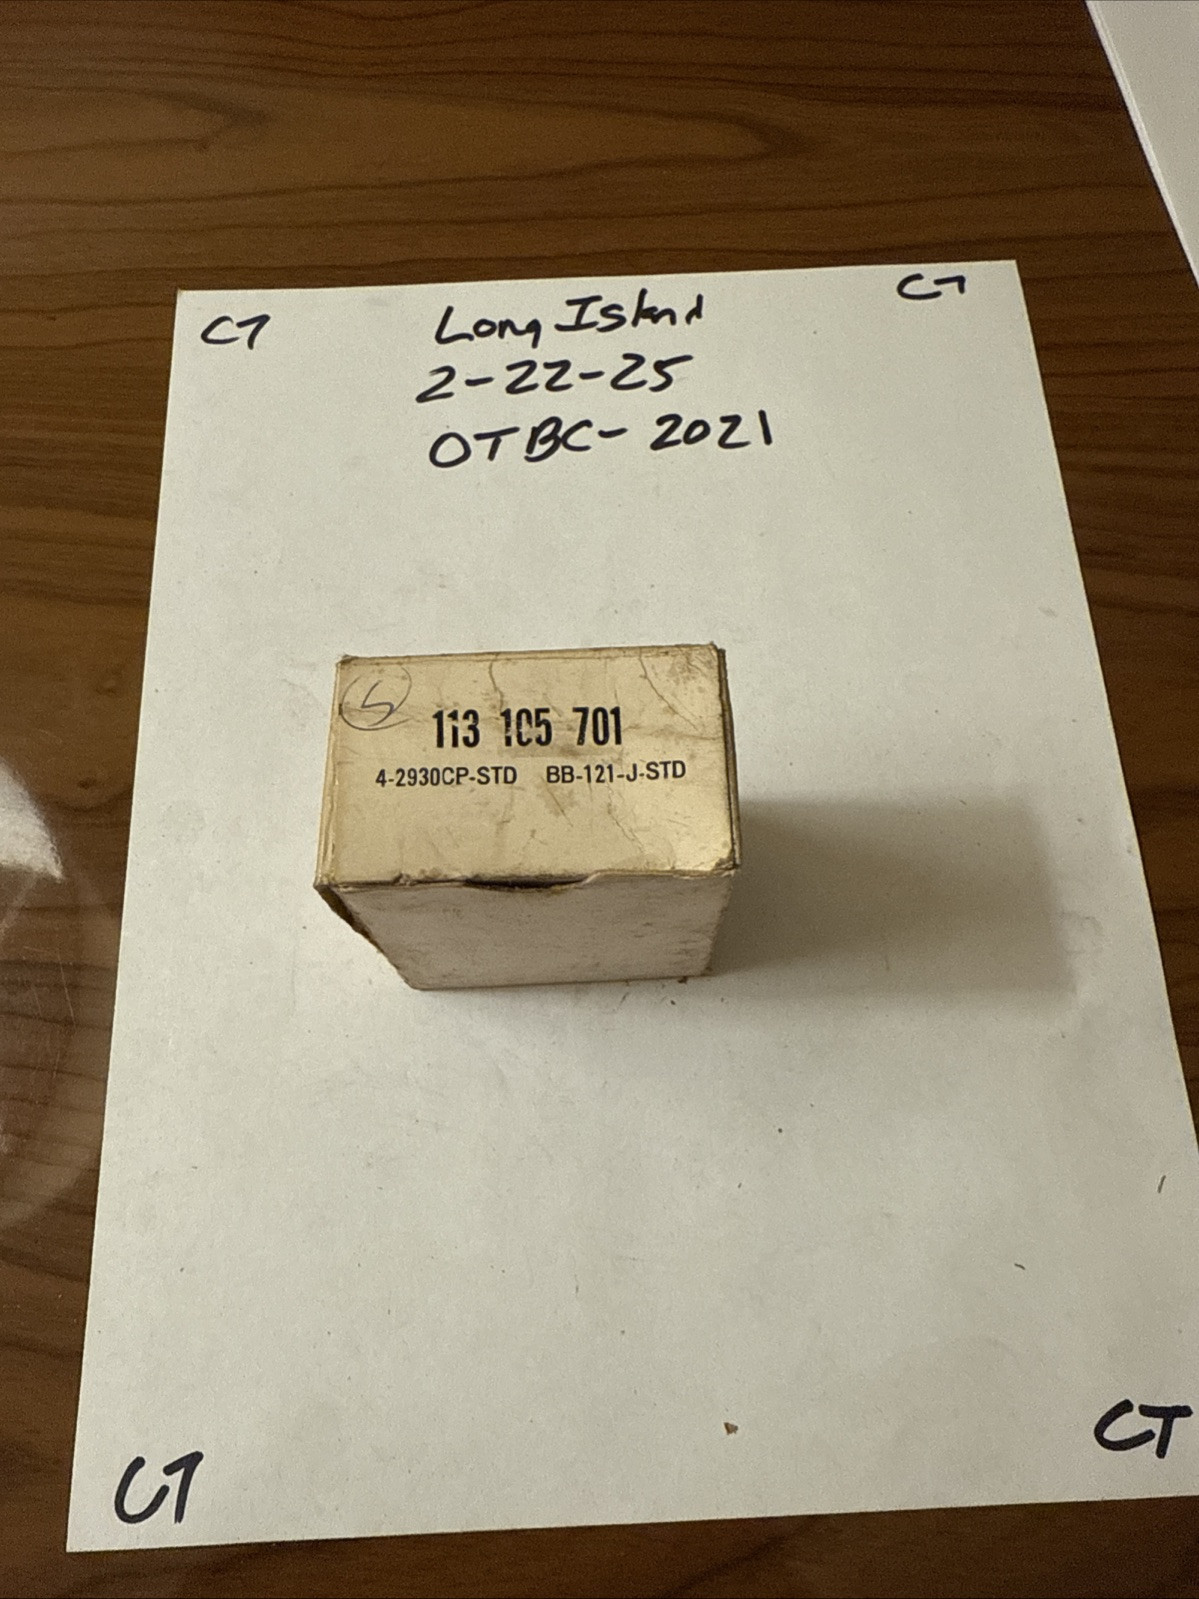 CT
Long Island
CT
2-22-25
OTBC-2021
5
113 105 701
4-2930CP-STD BB-121-J-STD
CT
CT